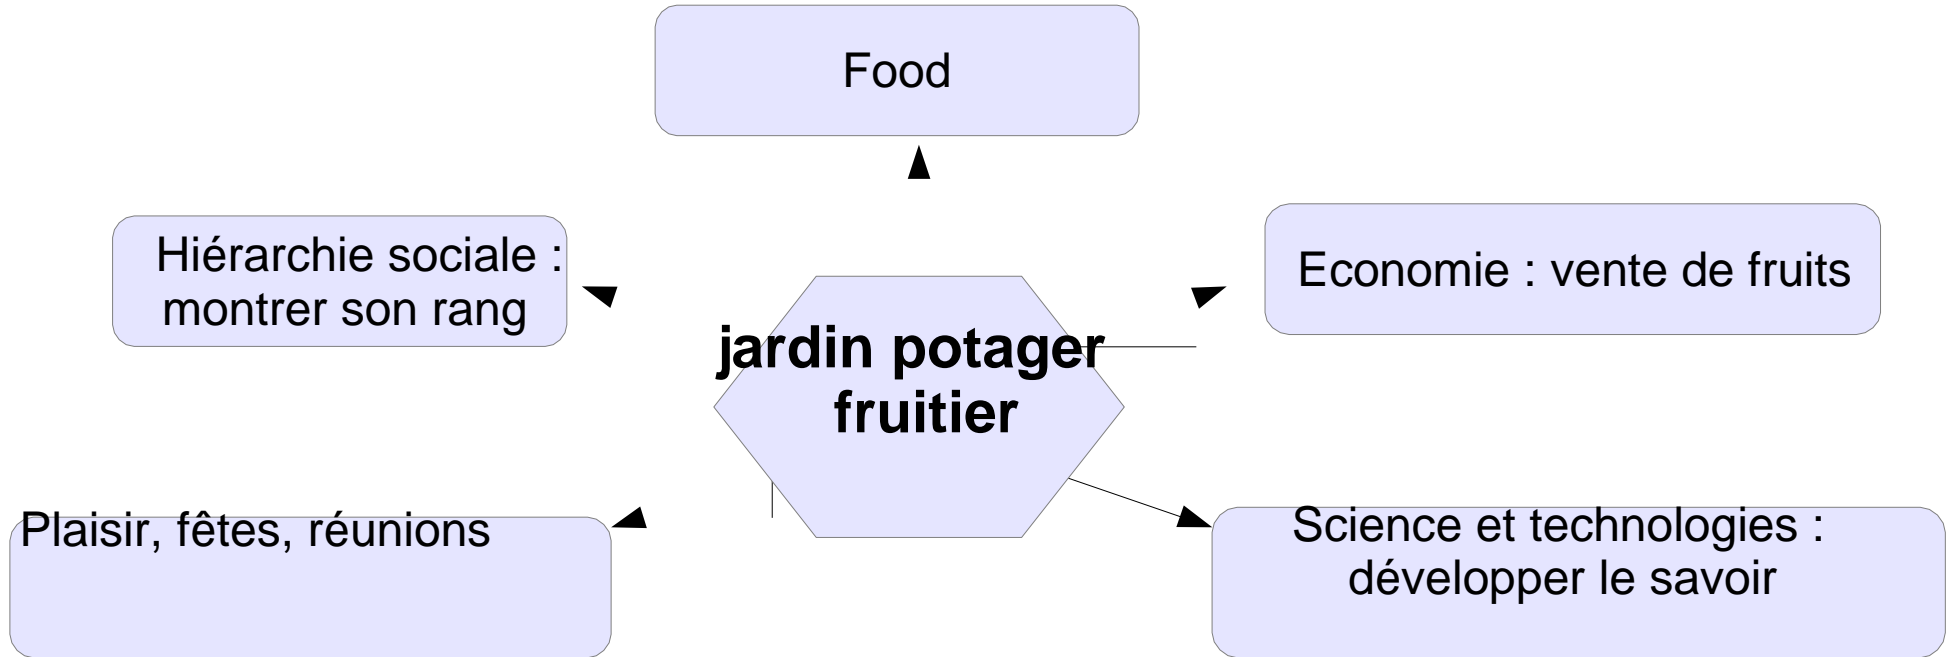 Food
Hiérarchie sociale :
montrer son rang
Economie : vente de fruits
jardin potager
fruitier
Plaisir, fêtes, réunions
Science et technologies :
développer le savoir